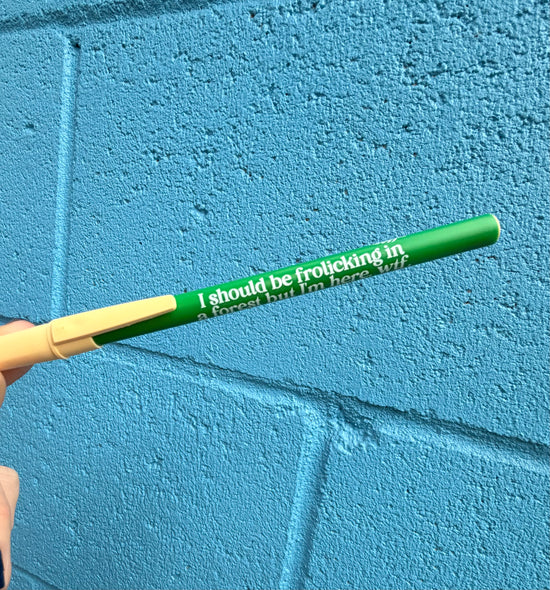 I should be frolicking in
a forest but I'm here, wtf